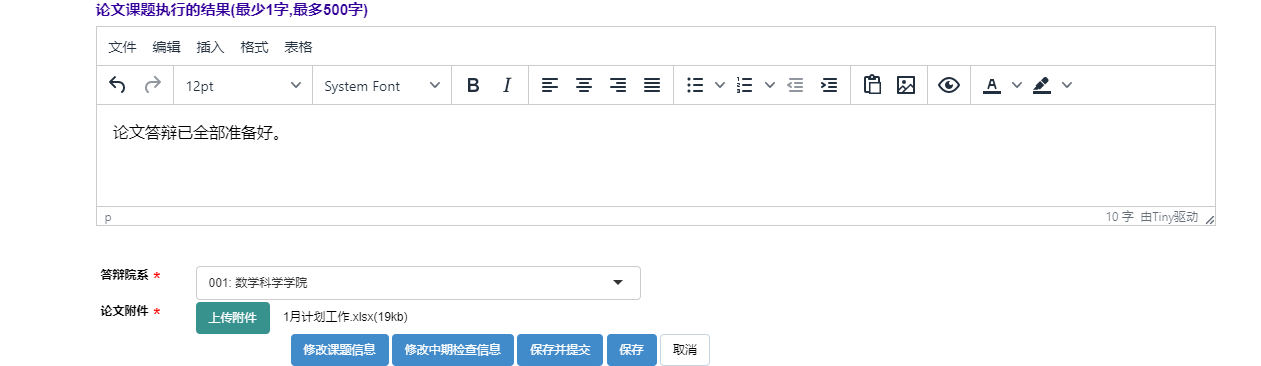 论文课题执行的结果(最少1字,最多500字)
文件 编辑 插入 格式 表格
12pt System Font B I A
论文答辩已全部准备好。
p 10 字 由Tiny驱动
答辩院系 * 001: 数学科学学院
论文附件 * 上传附件 1月计划工作.xlsx(19kb)
修改课题信息 修改中期检查信息 保存并提交 保存 取消